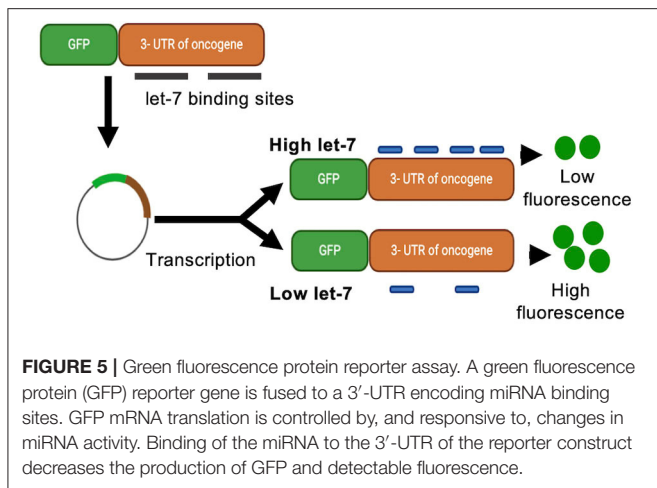 GFP
3- UTR of oncogene
let-7 binding sites
High let-7
GFP
3- UTR of oncogene
Low
fluorescence
Transcription
GFP
3- UTR of oncogene
Low let-7
High
fluorescence
FIGURE 5 | Green fluorescence protein reporter assay. A green fluorescence
protein (GFP) reporter gene is fused to a 3′-UTR encoding miRNA binding
sites. GFP mRNA translation is controlled by, and responsive to, changes in
miRNA activity. Binding of the miRNA to the 3′-UTR of the reporter construct
decreases the production of GFP and detectable fluorescence.